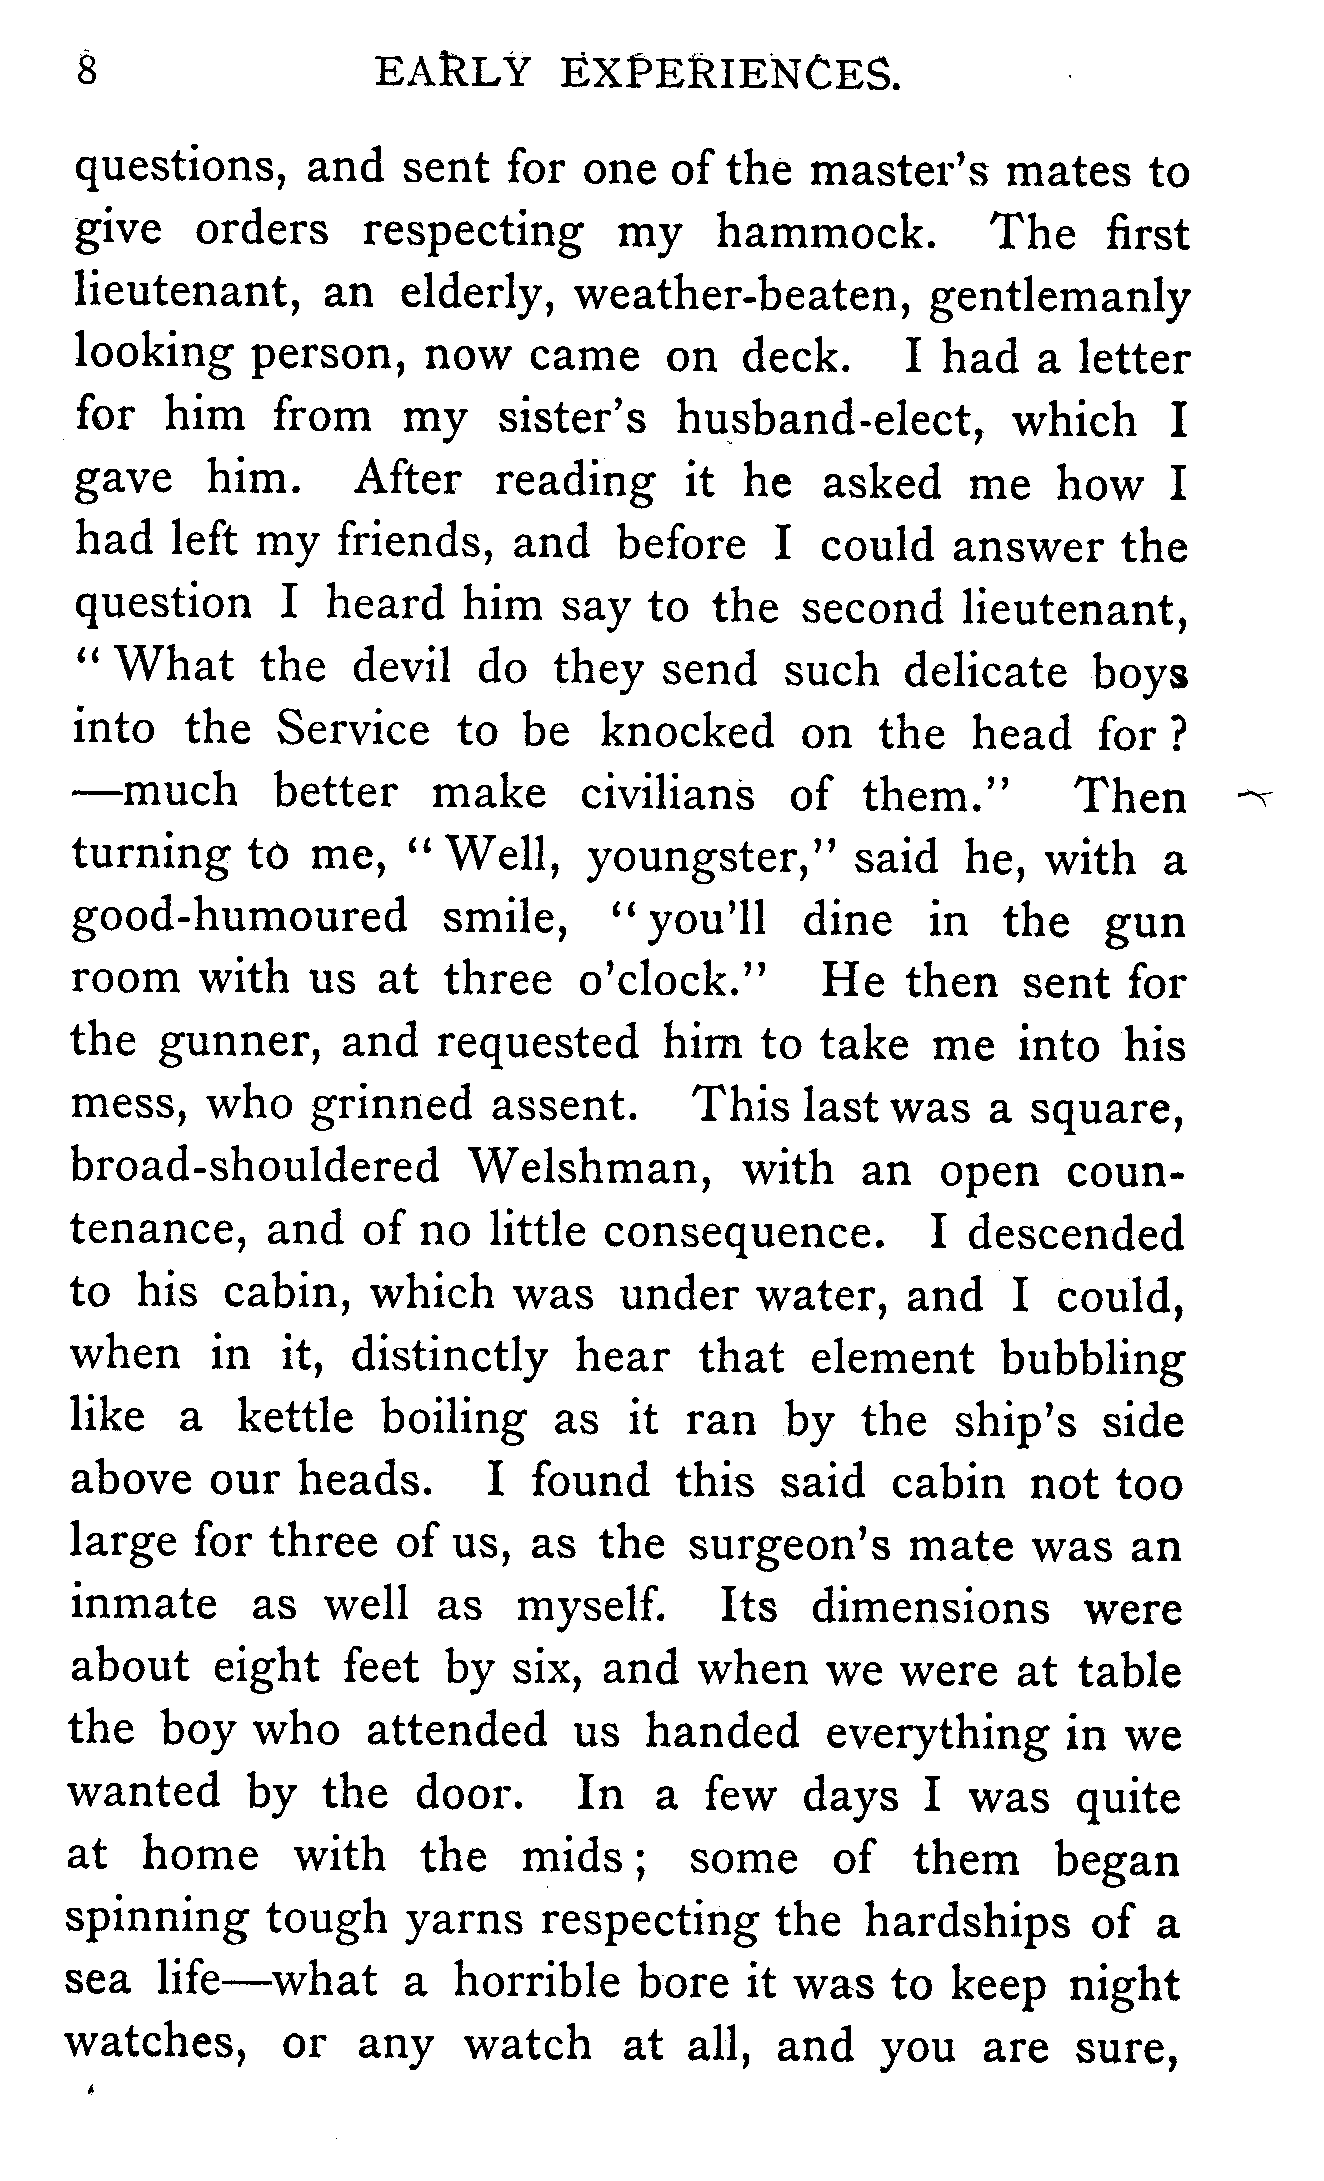 8 EARLY EXPERIENCES.
questions, and sent for one of the master's mates to
give orders respecting my hammock. The first
lieutenant, an elderly, weather-beaten, gentlemanly
looking person, now came on deck. I had a letter
for him from my sister's husband-elect, which I
gave him. After reading it he asked me how I
had left my friends, and before I could answer the
question I heard him say to the second lieutenant,
“ What the devil do they send such delicate boys
into the Service to be knocked on the head for ?
—much better make civilians of them.” Then
turning to me, “ Well, youngster,” said he, with a
good-humoured smile, “ you'll dine in the gun
room with us at three o'clock.” He then sent for
the gunner, and requested him to take me into his
mess, who grinned assent. This last was a square,
broad-shouldered Welshman, with an open coun-
tenance, and of no little consequence. I descended
to his cabin, which was under water, and I could,
when in it, distinctly hear that element bubbling
like a kettle boiling as it ran by the ship's side
above our heads. I found this said cabin not too
large for three of us, as the surgeon's mate was an
inmate as well as myself. Its dimensions were
about eight feet by six, and when we were at table
the boy who attended us handed everything in we
wanted by the door. In a few days I was quite
at home with the mids ; some of them began
spinning tough yarns respecting the hardships of a
sea life—what a horrible bore it was to keep night
watches, or any watch at all, and you are sure,